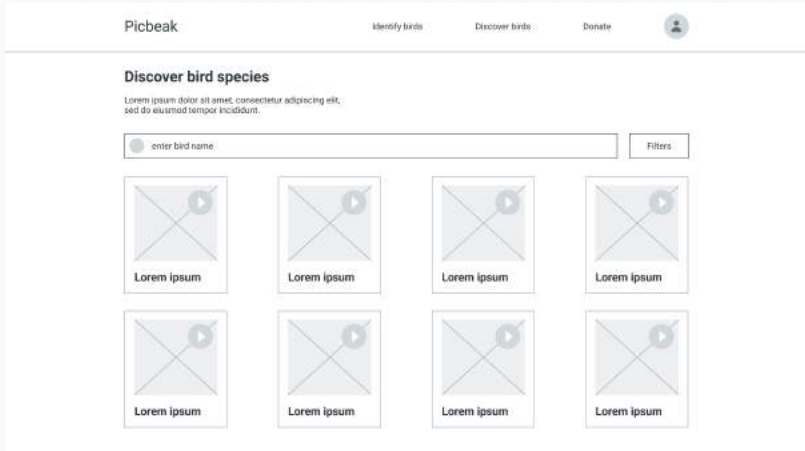 Picbeak
Identify birds
Discover birds
Donate
Discover bird species
Lorem ipsum dolor sit amet, consectetur adipiscing elit,
sed do eiusmod tempor incididunt.
enter bird name
Filters
Lorem ipsum
Lorem ipsum
Lorem ipsum
Lorem ipsum
Lorem ipsum
Lorem ipsum
Lorem ipsum
Lorem ipsum